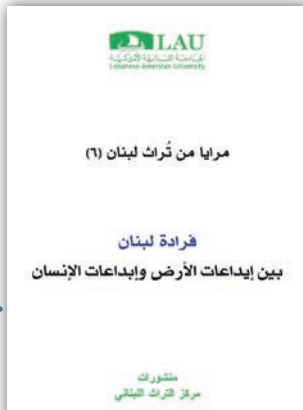 LAU
الجامعة اللبنانية الأميركية
Lebanese American University
مرايا من تُراث لبنان (٦)
فرادة لبنان
بين إيداعات الأرض وإبداعات الإنسان
منشورات
مركز التراث اللبناني